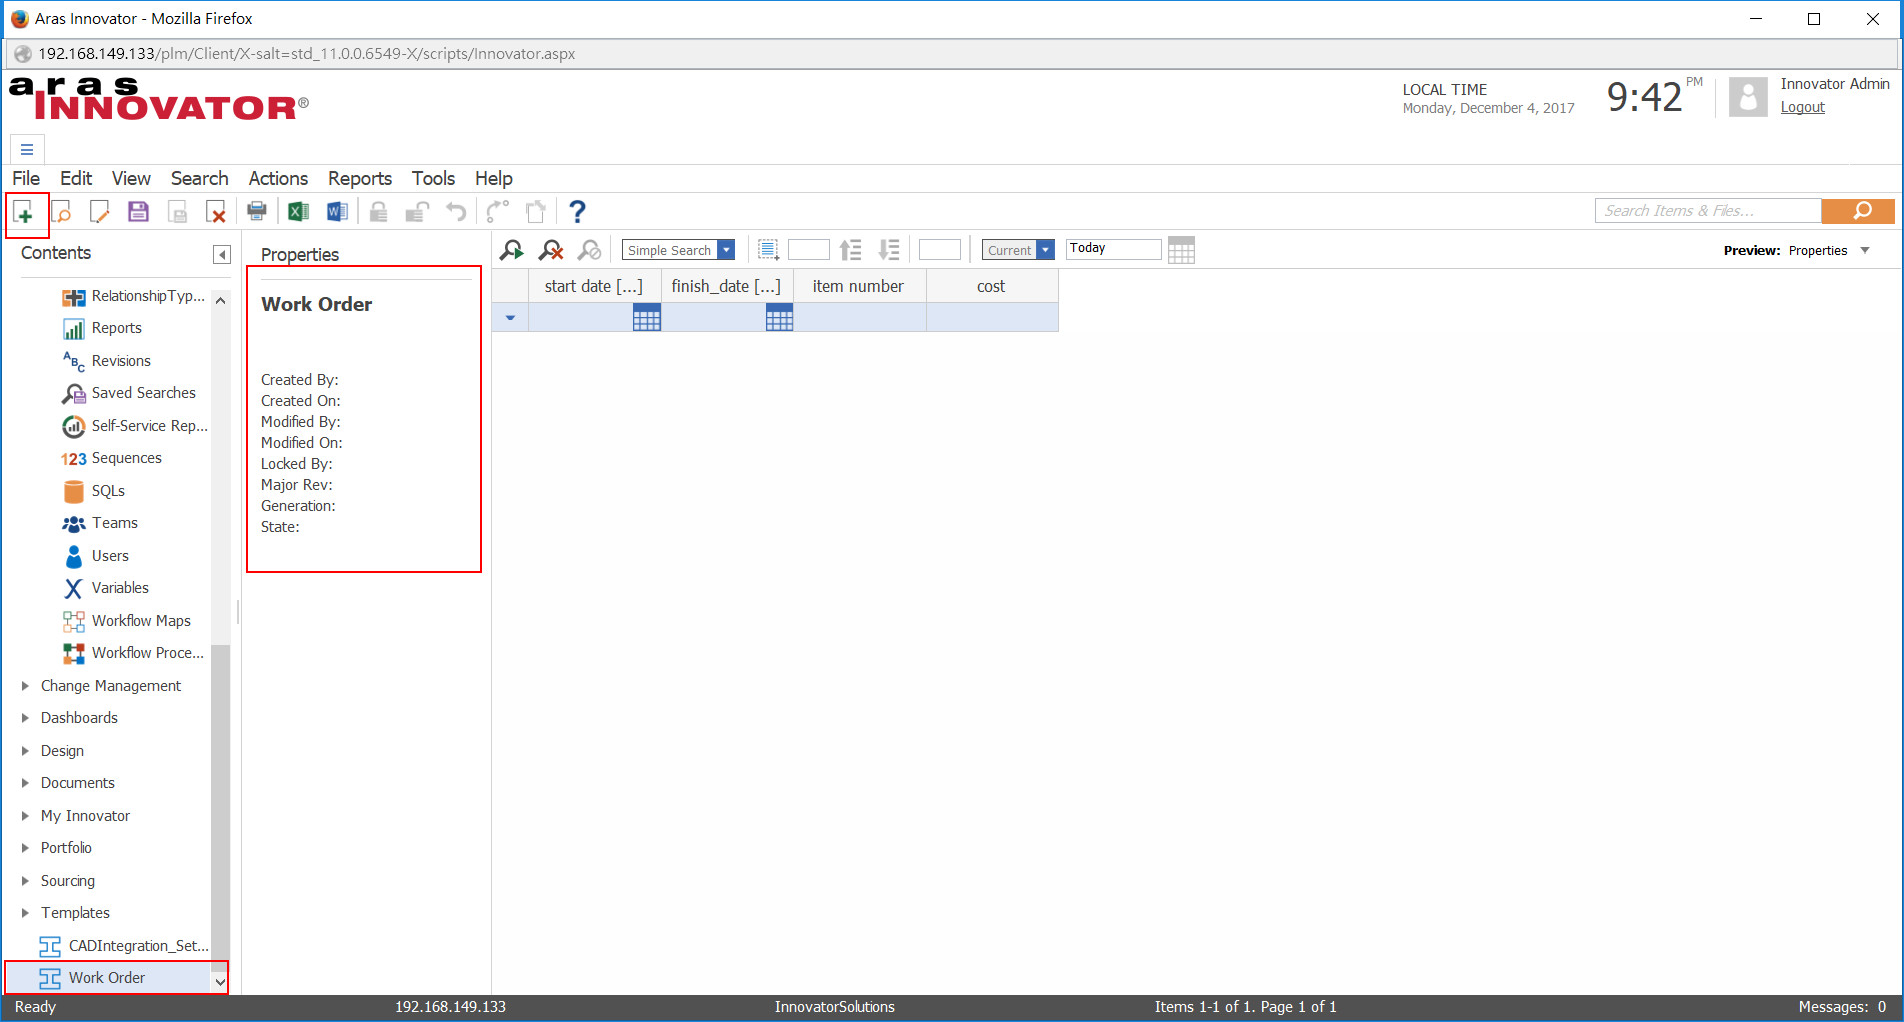 Aras Innovator - Mozilla Firefox
192.168.149.133/plm/Client/X-salt=std_11.0.0.6549-X/scripts/Innovator.aspx
aras
INNOVATOR®
LOCAL TIME
Monday, December 4, 2017
9:42 PM
Innovator Admin
Logout
File Edit View Search Actions Reports Tools Help
Search Items & Files...
Contents
RelationshipTyp...
Reports
Revisions
Saved Searches
Self-Service Rep...
123 Sequences
SQLs
Teams
Users
Variables
Workflow Maps
Workflow Proce...
Change Management
Dashboards
Design
Documents
My Innovator
Portfolio
Sourcing
Templates
CADIntegration_Set...
Work Order
Properties
Work Order
Created By:
Created On:
Modified By:
Modified On:
Locked By:
Major Rev:
Generation:
State:
Simple Search
Current
Today
Preview: Properties
start date [...] finish_date [...] item number cost
Ready 192.168.149.133 InnovatorSolutions Items 1-1 of 1. Page 1 of 1 Messages: 0